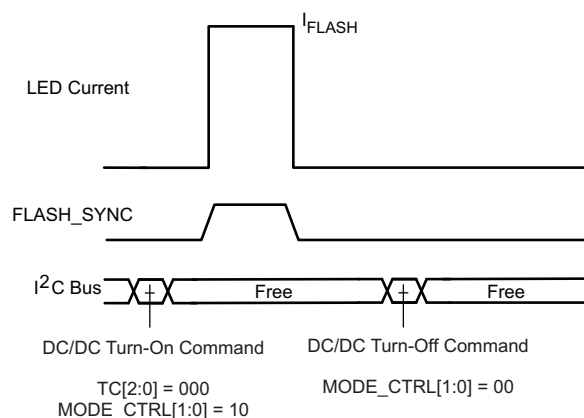 I_FLASH
LED Current
FLASH_SYNC
I²C Bus
Free
Free
DC/DC Turn-On Command
DC/DC Turn-Off Command
TC[2:0] = 000
MODE_CTRL[1:0] = 00
MODE_CTRL[1:0] = 10